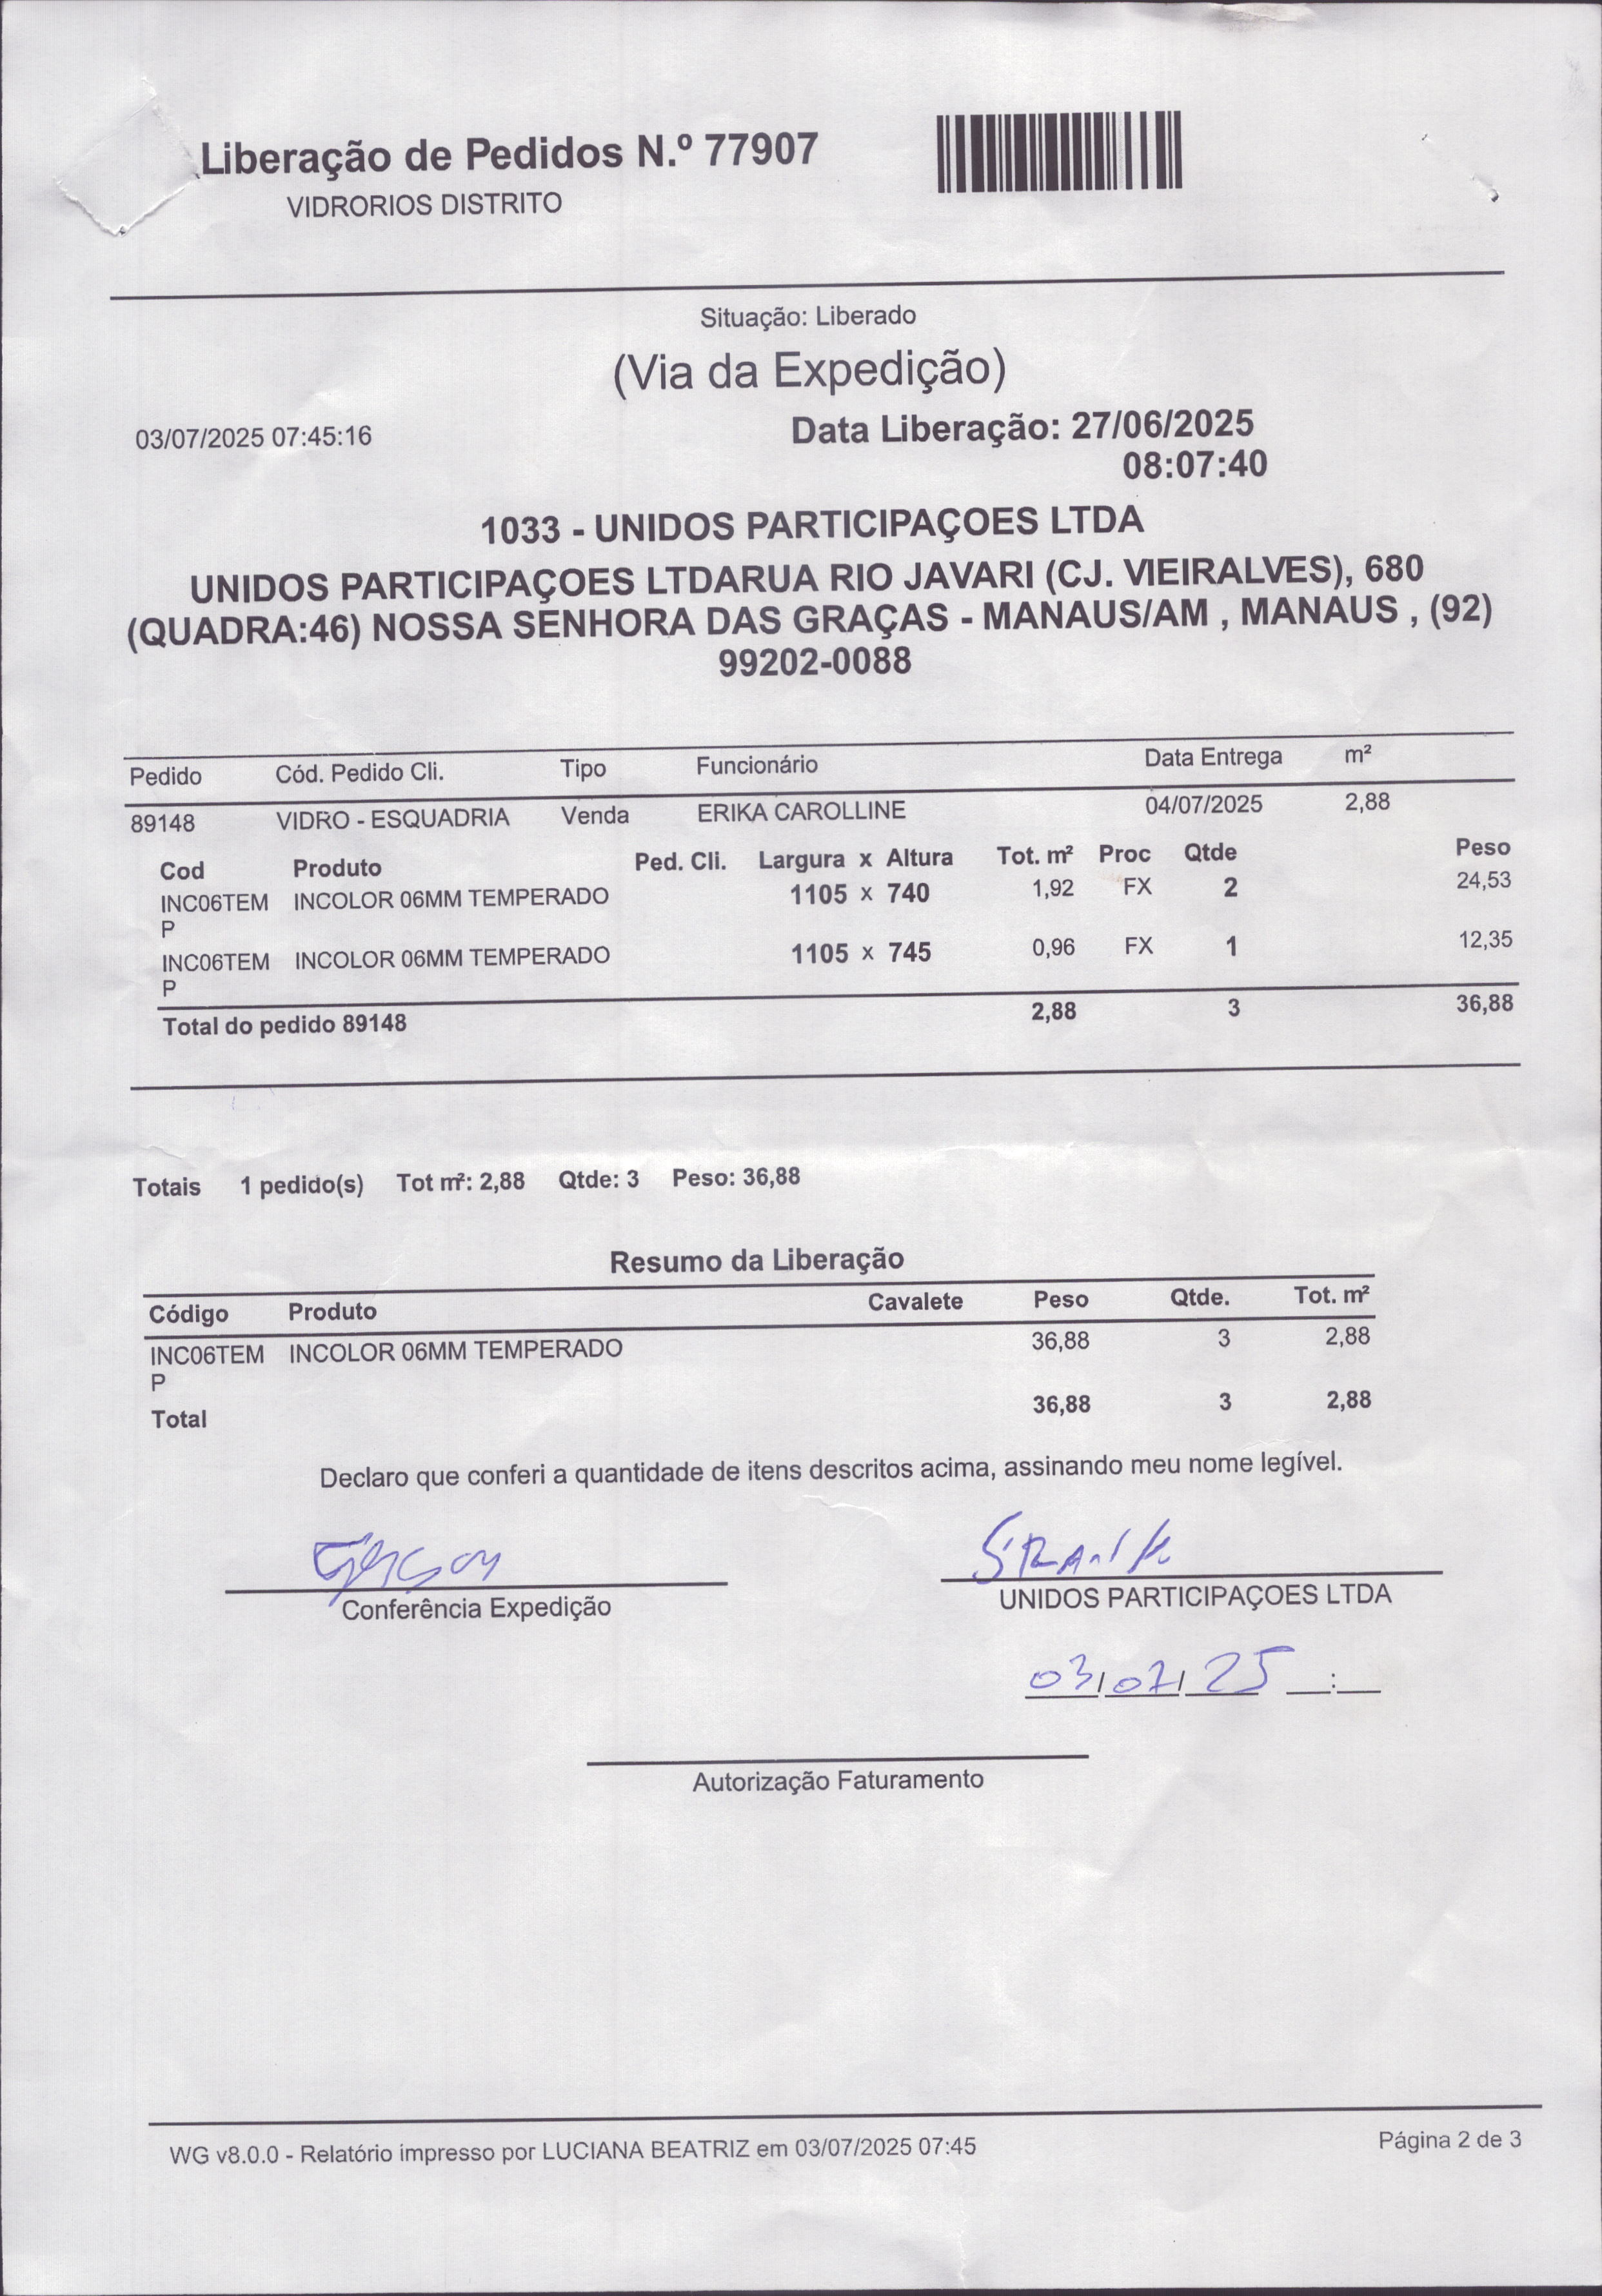 Liberação de Pedidos N.º 77907
VIDRORIOS DISTRITO
Situação: Liberado
(Via da Expedição)
03/07/2025 07:45:16
Data Liberação: 27/06/2025
08:07:40
1033 - UNIDOS PARTICIPAÇOES LTDA
UNIDOS PARTICIPAÇOES LTDARUA RIO JAVARI (CJ. VIEIRALVES), 680
(QUADRA:46) NOSSA SENHORA DAS GRAÇAS - MANAUS/AM , MANAUS , (92)
99202-0088
Pedido Cód. Pedido Cli. Tipo Funcionário Data Entrega m²
89148 VIDRO - ESQUADRIA Venda ERIKA CAROLLINE 04/07/2025 2,88
Cod Produto Ped. Cli. Largura x Altura Tot. m² Proc Qtde Peso
INC06TEM INCOLOR 06MM TEMPERADO 1105 x 740 1,92 FX 2 24,53
P
INC06TEM INCOLOR 06MM TEMPERADO 1105 x 745 0,96 FX 1 12,35
P
Total do pedido 89148 2,88 3 36,88
Totais 1 pedido(s) Tot m²: 2,88 Qtde: 3 Peso: 36,88
Resumo da Liberação
Código Produto Cavalete Peso Qtde. Tot. m²
INC06TEM INCOLOR 06MM TEMPERADO 36,88 3 2,88
P
Total 36,88 3 2,88
Declaro que conferi a quantidade de itens descritos acima, assinando meu nome legível.
Conferência Expedição
UNIDOS PARTICIPAÇOES LTDA
03/07/25 __:__
Autorização Faturamento
WG v8.0.0 - Relatório impresso por LUCIANA BEATRIZ em 03/07/2025 07:45
Página 2 de 3